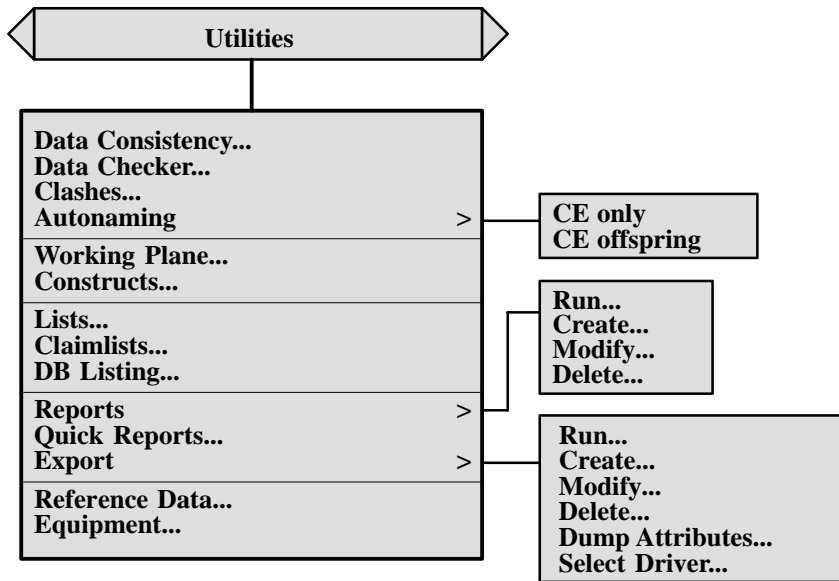 Utilities
Data Consistency...
Data Checker...
Clashes...
Autonaming >
CE only
CE offspring
Working Plane...
Constructs...
Lists...
Claimlists...
DB Listing...
Run...
Create...
Modify...
Delete...
Reports >
Quick Reports...
Export >
Run...
Create...
Modify...
Delete...
Dump Attributes...
Select Driver...
Reference Data...
Equipment...